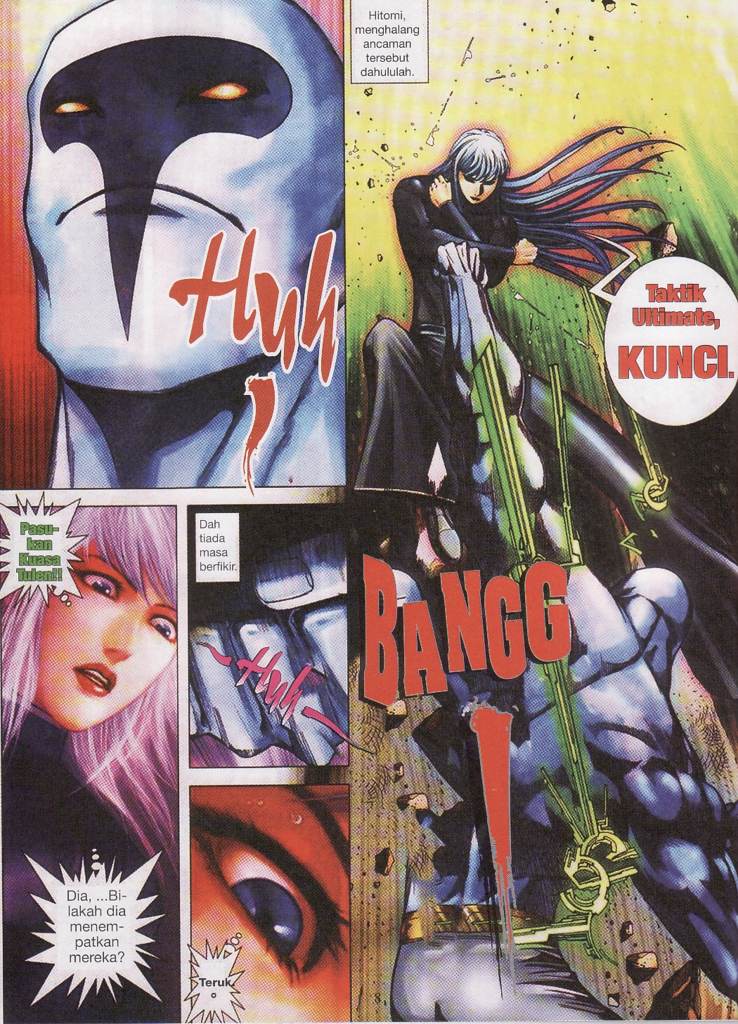 Huh
!
Hitomi,
menghalang
ancaman
tersebut
dahululah.
Taktik
Ultimate,
KUNCI.
Pasu-
kan
Kuasa
Tulen!!
Dah
tiada
masa
berfikir.
Huh
BANGG
!
Dia, ...Bi-
lakah dia
menem-
patkan
mereka?
Teruk.